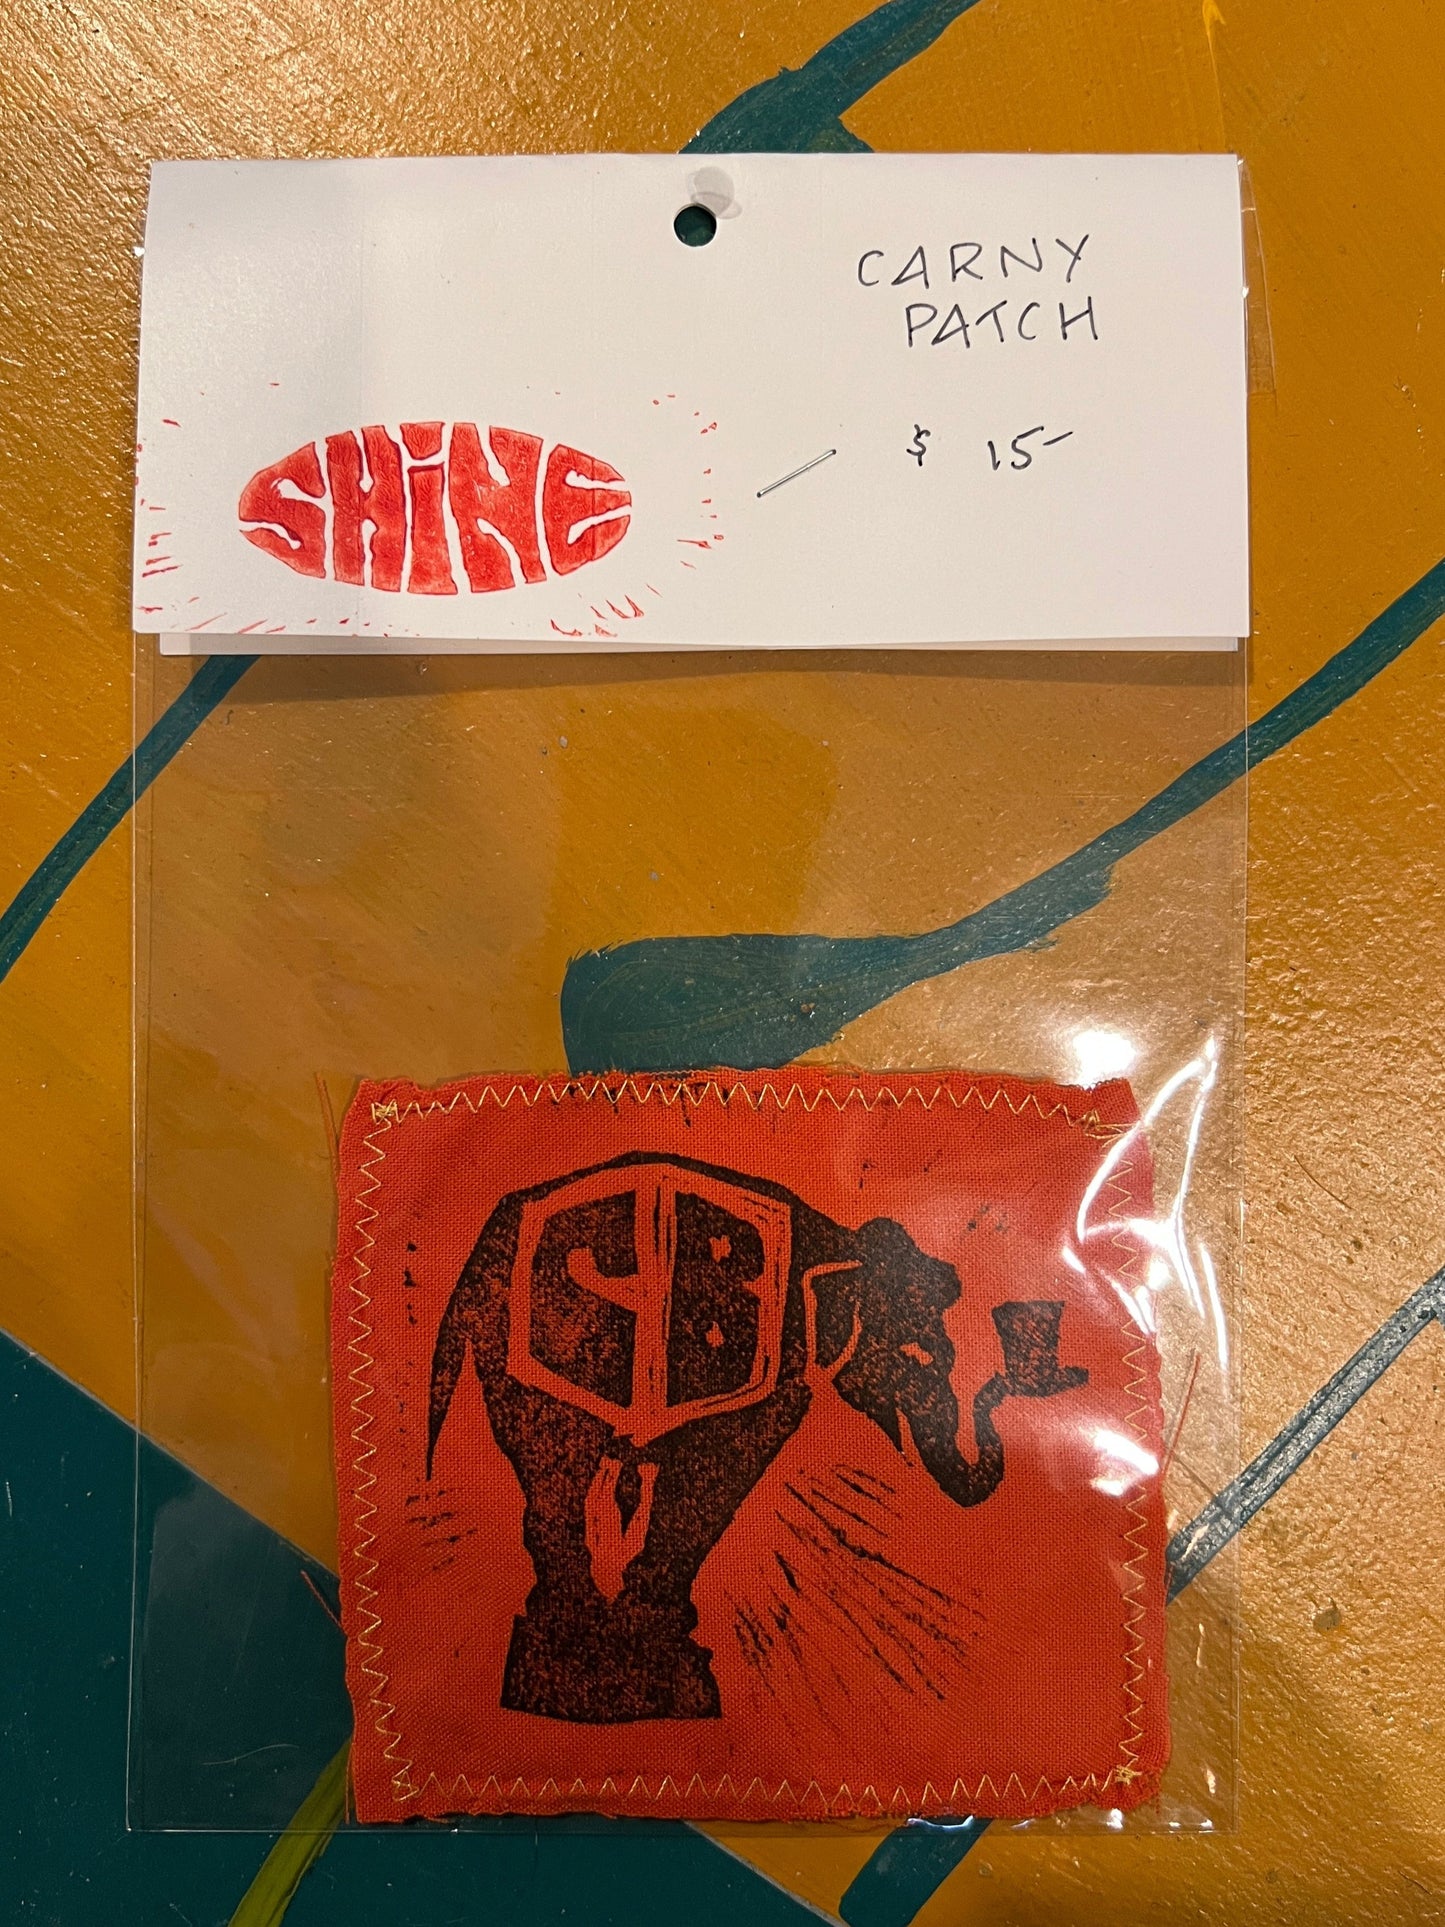 CARNY
PATCH
SHiNE
$ 15-
SB